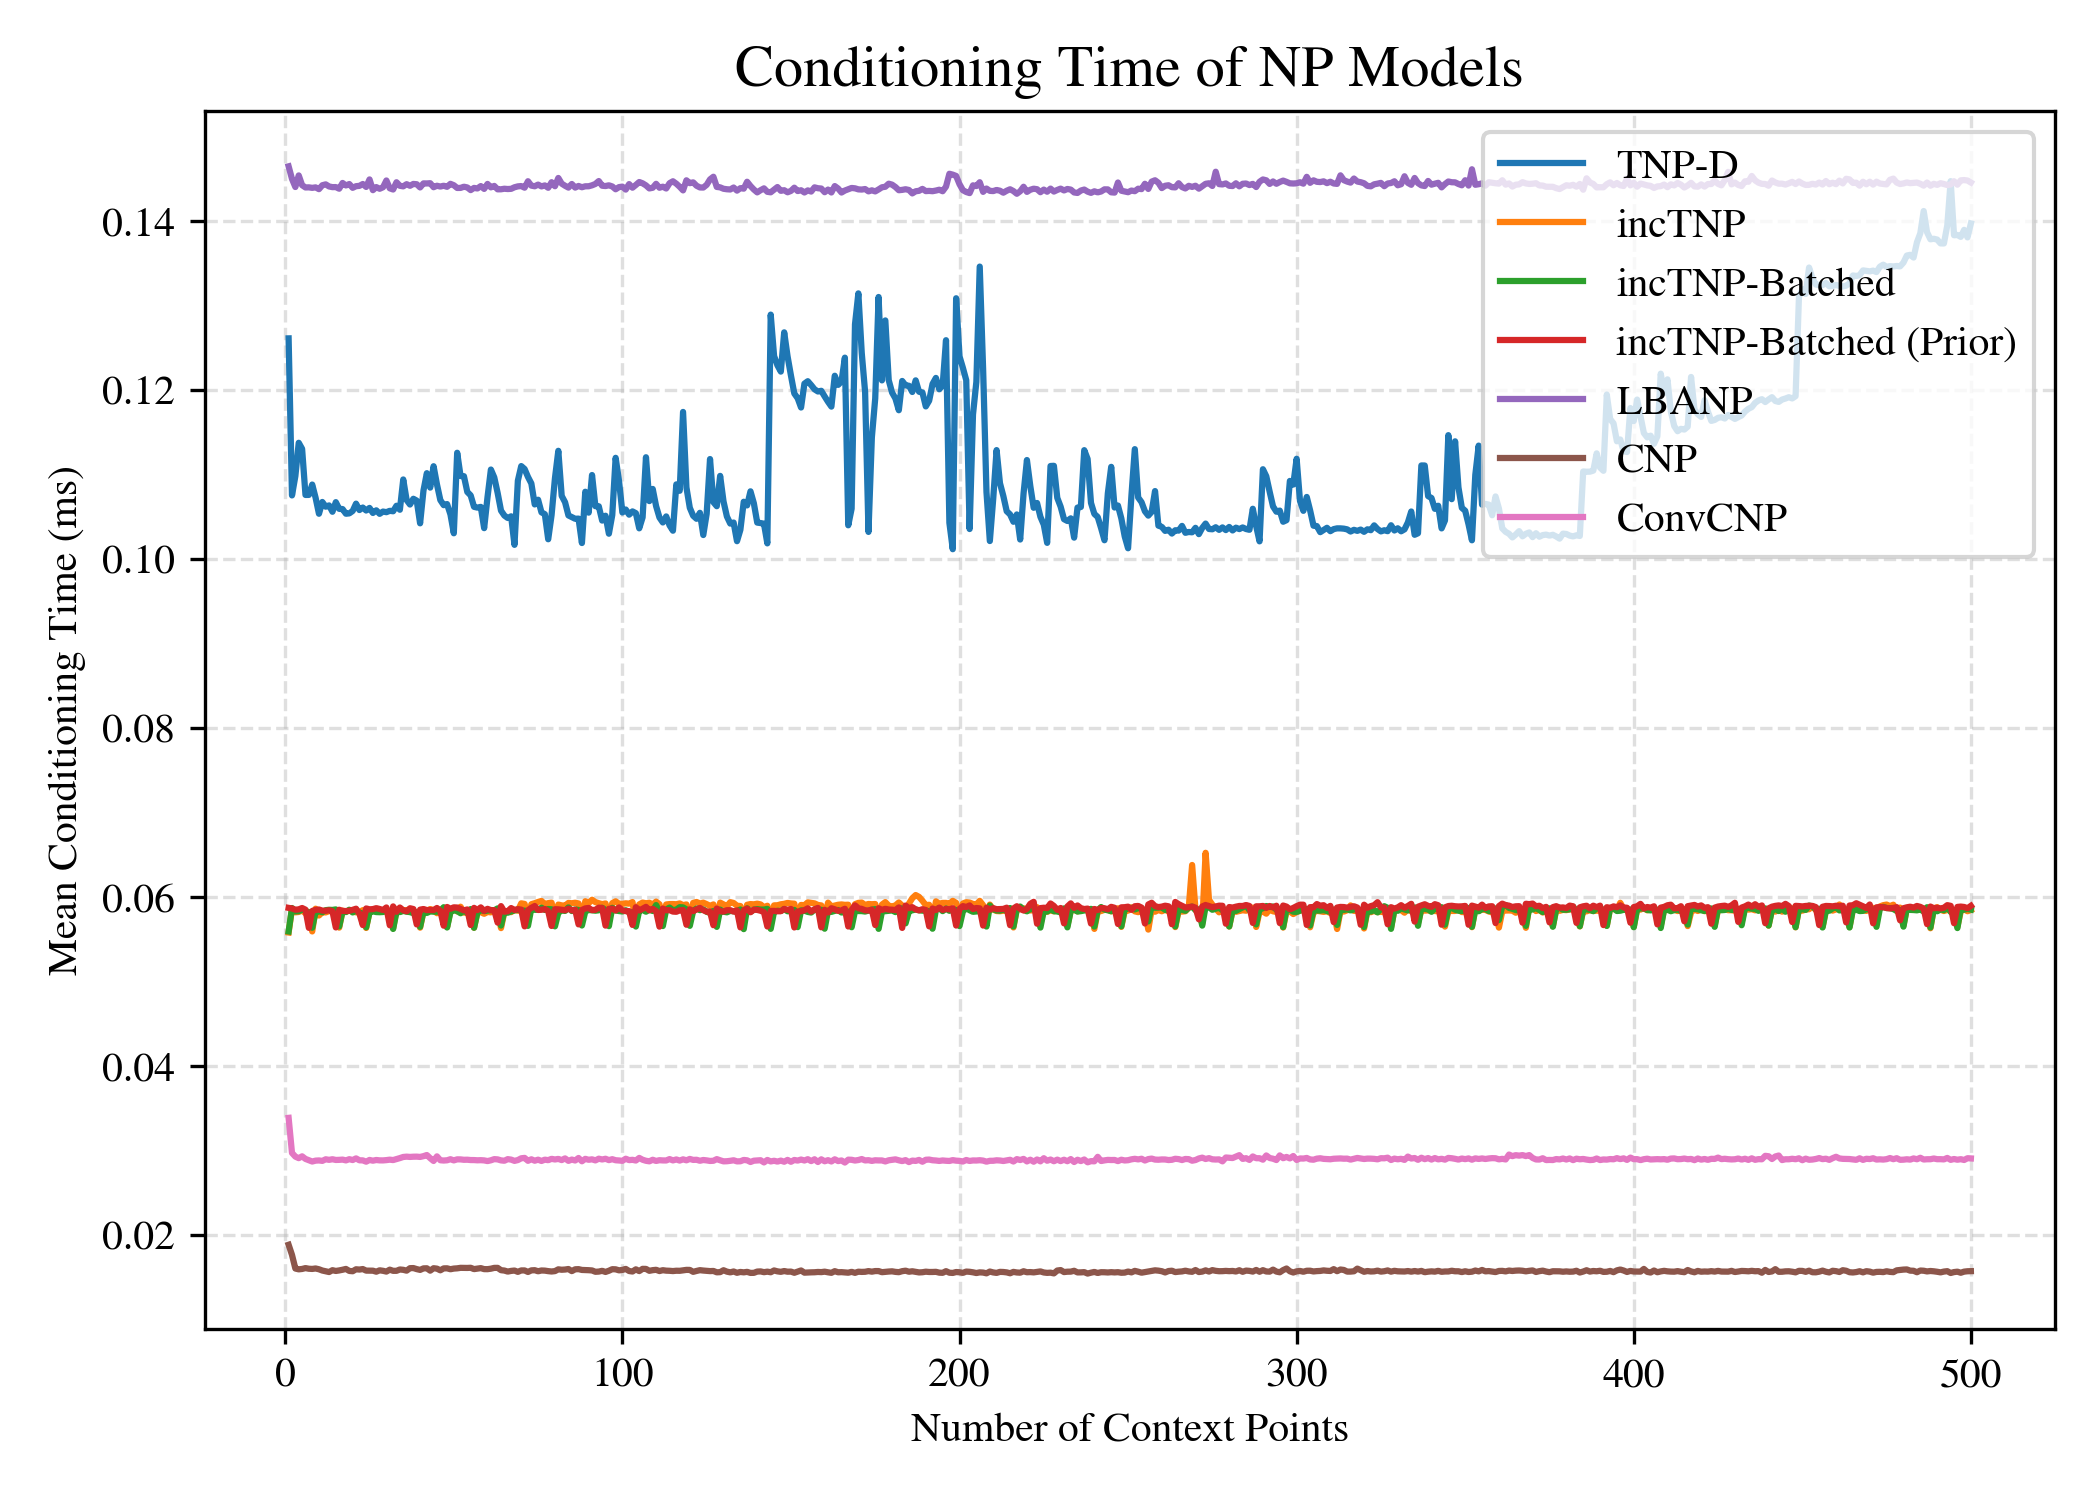 Conditioning Time of NP Models
Mean Conditioning Time (ms)
0.14
0.12
0.10
0.08
0.06
0.04
0.02
TNP-D
incTNP
incTNP-Batched
incTNP-Batched (Prior)
LBANP
CNP
ConvCNP
0 100 200 300 400 500
Number of Context Points